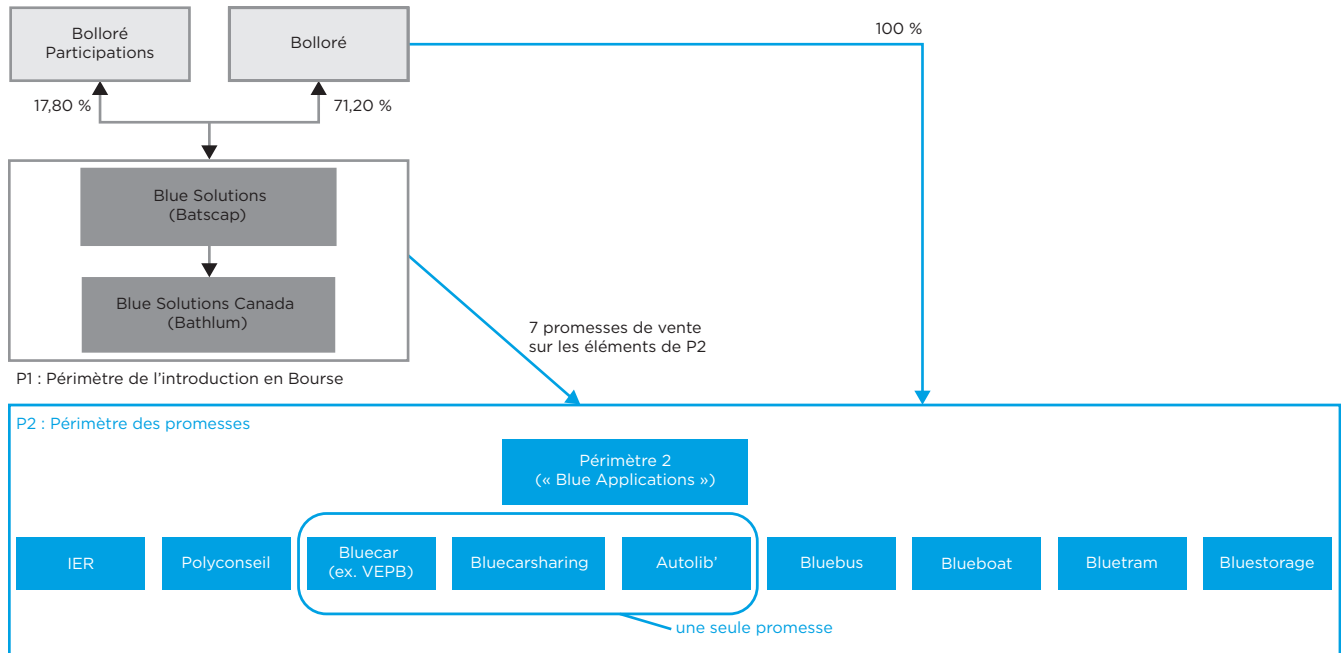 Bolloré
Participations
Bolloré
100 %
17,80 %
71,20 %
Blue Solutions
(Batscap)
Blue Solutions Canada
(Bathlum)
7 promesses de vente
sur les éléments de P2
P1 : Périmètre de l’introduction en Bourse
P2 : Périmètre des promesses
Périmètre 2
(« Blue Applications »)
IER
Polyconseil
Bluecar
(ex. VEPB)
Bluecarsharing
Autolib’
Bluebus
Blueboat
Bluetram
Bluestorage
une seule promesse